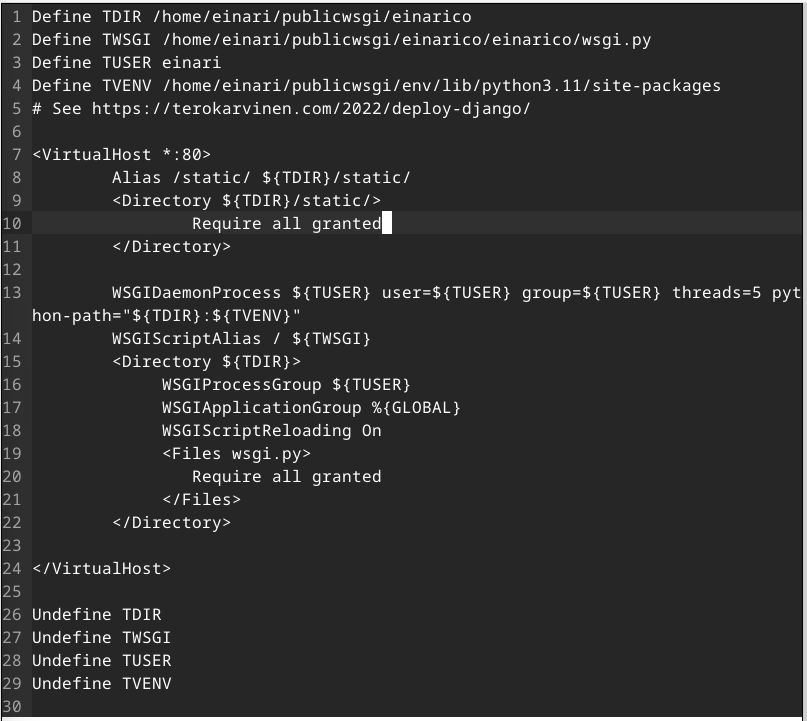 1 Define TDIR /home/einari/publicwsgi/einarico
2 Define TWSGI /home/einari/publicwsgi/einarico/einarico/wsgi.py
3 Define TUSER einari
4 Define TVENV /home/einari/publicwsgi/env/lib/python3.11/site-packages
5 # See https://terokarvinen.com/2022/deploy-django/
6
7 <VirtualHost *:80>
8         Alias /static/ ${TDIR}/static/
9         <Directory ${TDIR}/static/>
10                 Require all granted
11         </Directory>
12
13         WSGIDaemonProcess ${TUSER} user=${TUSER} group=${TUSER} threads=5 pyt
hon-path="${TDIR}:${TVENV}"
14         WSGIScriptAlias / ${TWSGI}
15         <Directory ${TDIR}>
16              WSGIProcessGroup ${TUSER}
17              WSGIApplicationGroup %{GLOBAL}
18              WSGIScriptReloading On
19              <Files wsgi.py>
20                 Require all granted
21              </Files>
22         </Directory>
23
24 </VirtualHost>
25
26 Undefine TDIR
27 Undefine TWSGI
28 Undefine TUSER
29 Undefine TVENV
30